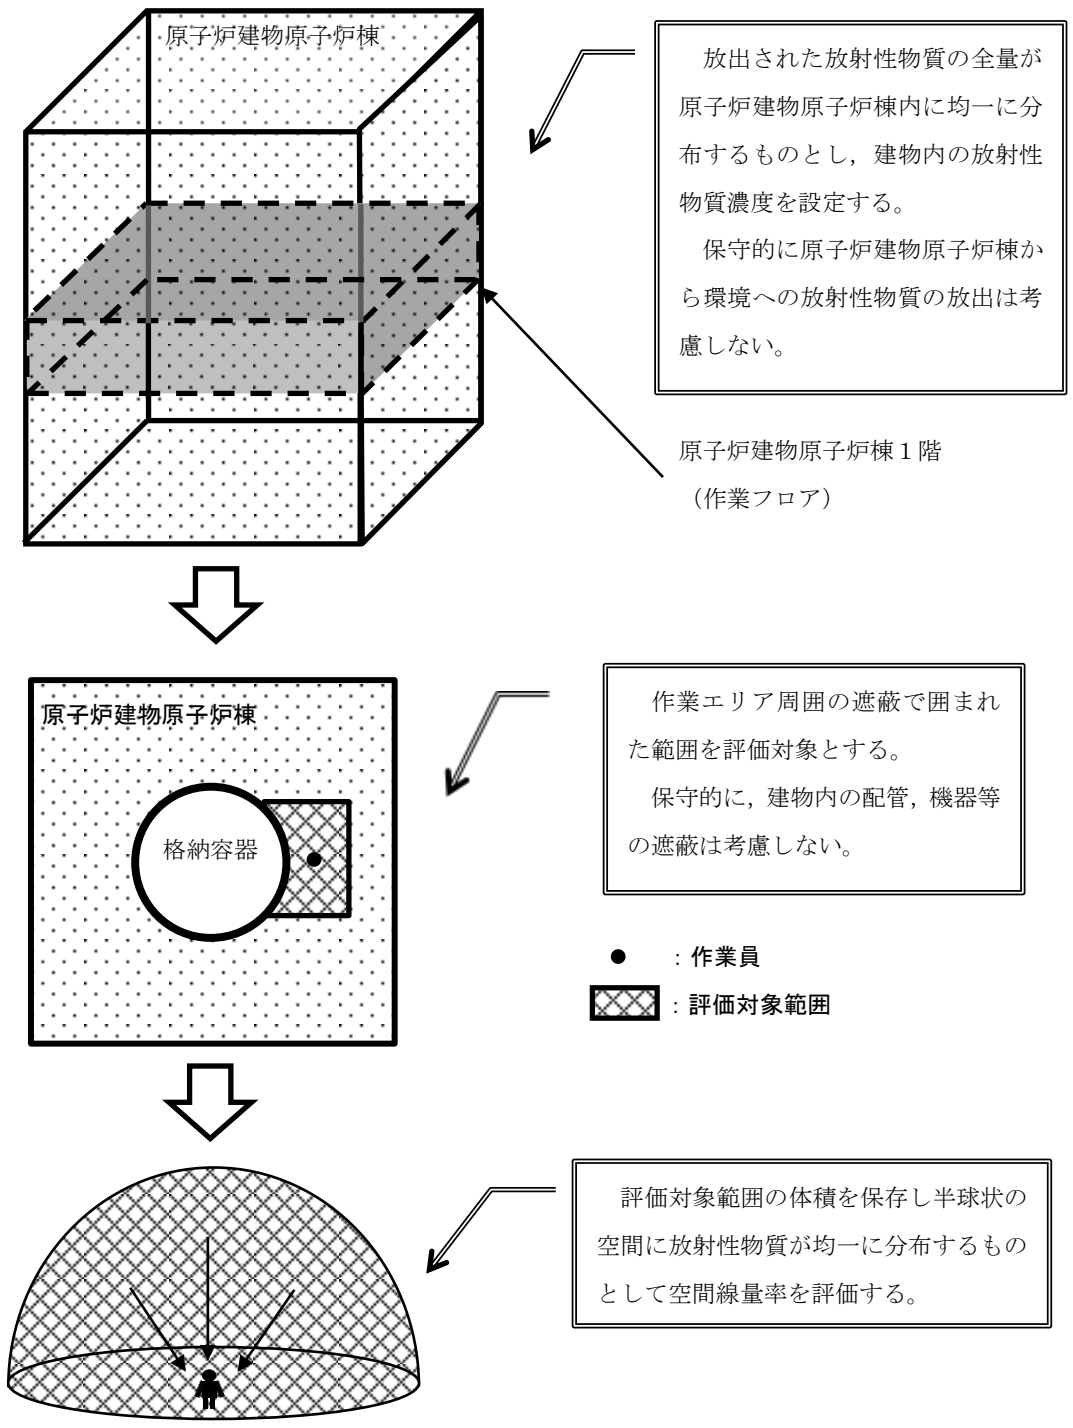 原子炉建物原子炉棟
放出された放射性物質の全量が
原子炉建物原子炉棟内に均一に分
布するものとし，建物内の放射性
物質濃度を設定する。
保守的に原子炉建物原子炉棟か
ら環境への放射性物質の放出は考
慮しない。
原子炉建物原子炉棟１階
（作業フロア）
原子炉建物原子炉棟
格納容器
作業エリア周囲の遮蔽で囲まれ
た範囲を評価対象とする。
保守的に，建物内の配管，機器等
の遮蔽は考慮しない。
：作業員
：評価対象範囲
評価対象範囲の体積を保存し半球状の
空間に放射性物質が均一に分布するもの
として空間線量率を評価する。